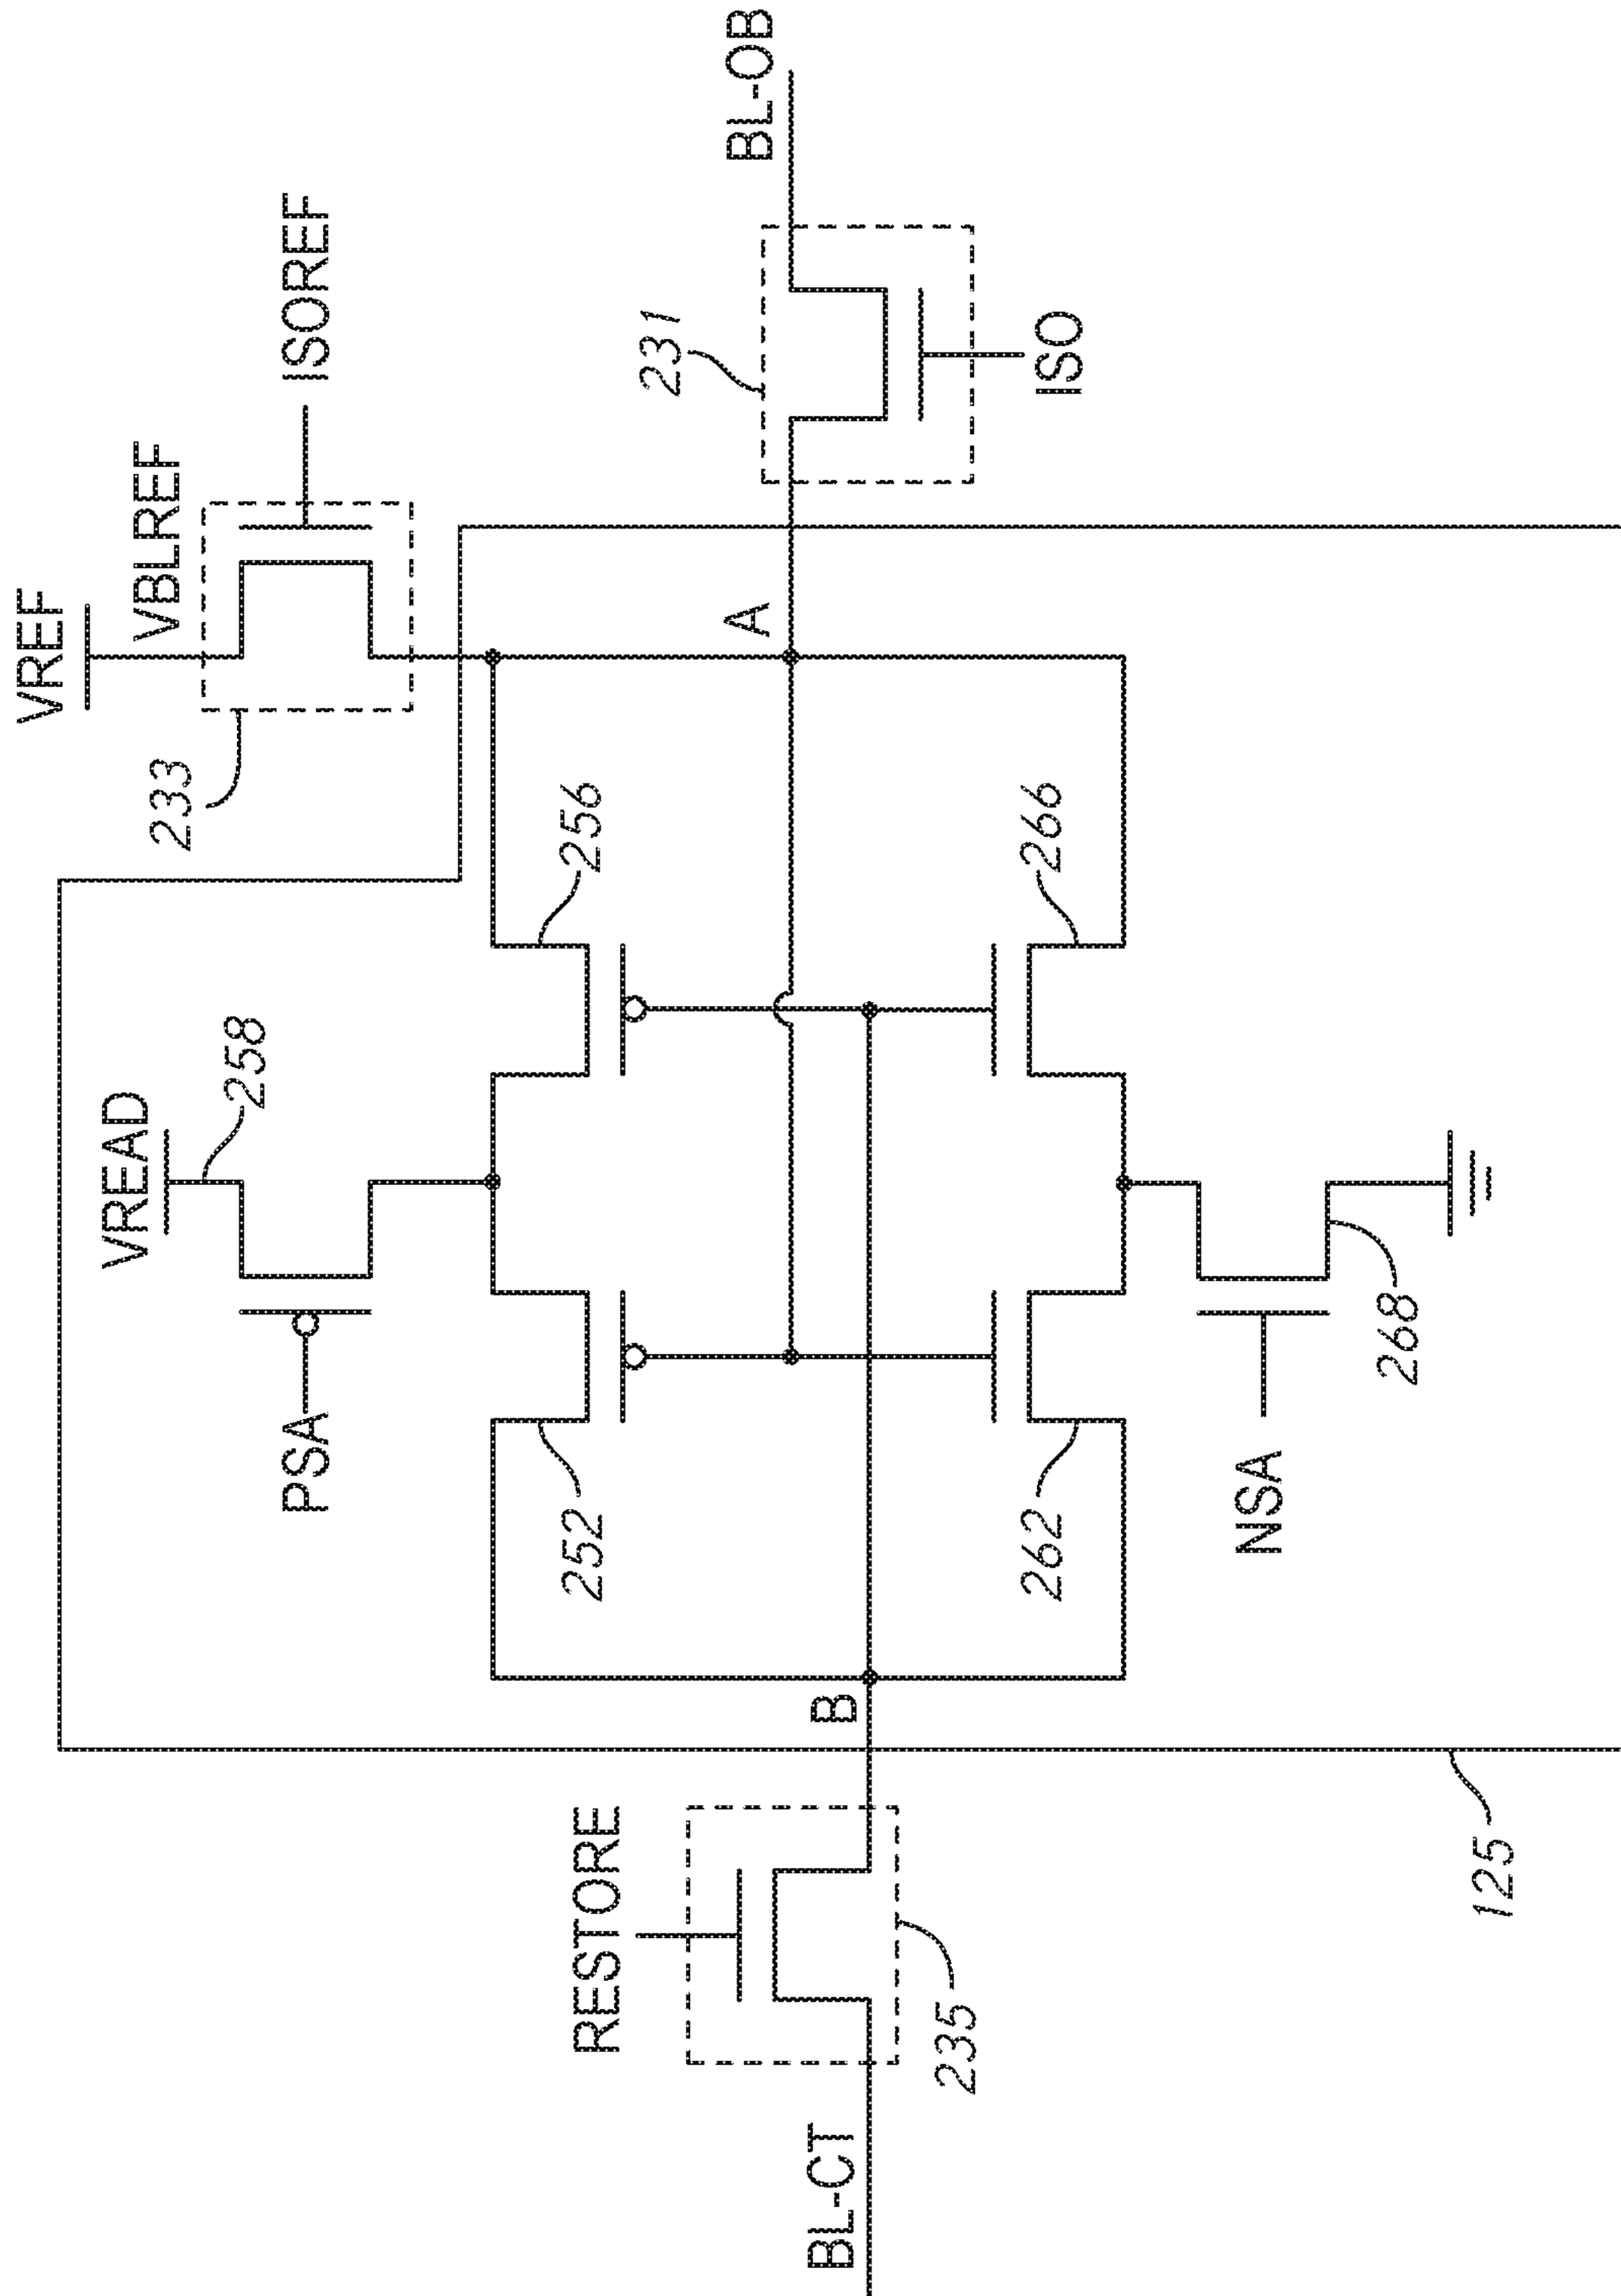 VREF
VBLREF
ISOREF
233
VREAD
258
PSA
256
252
A
231
BL-OB
ISO
266
262
B
RESTORE
235
BL-CT
NSA
268
125